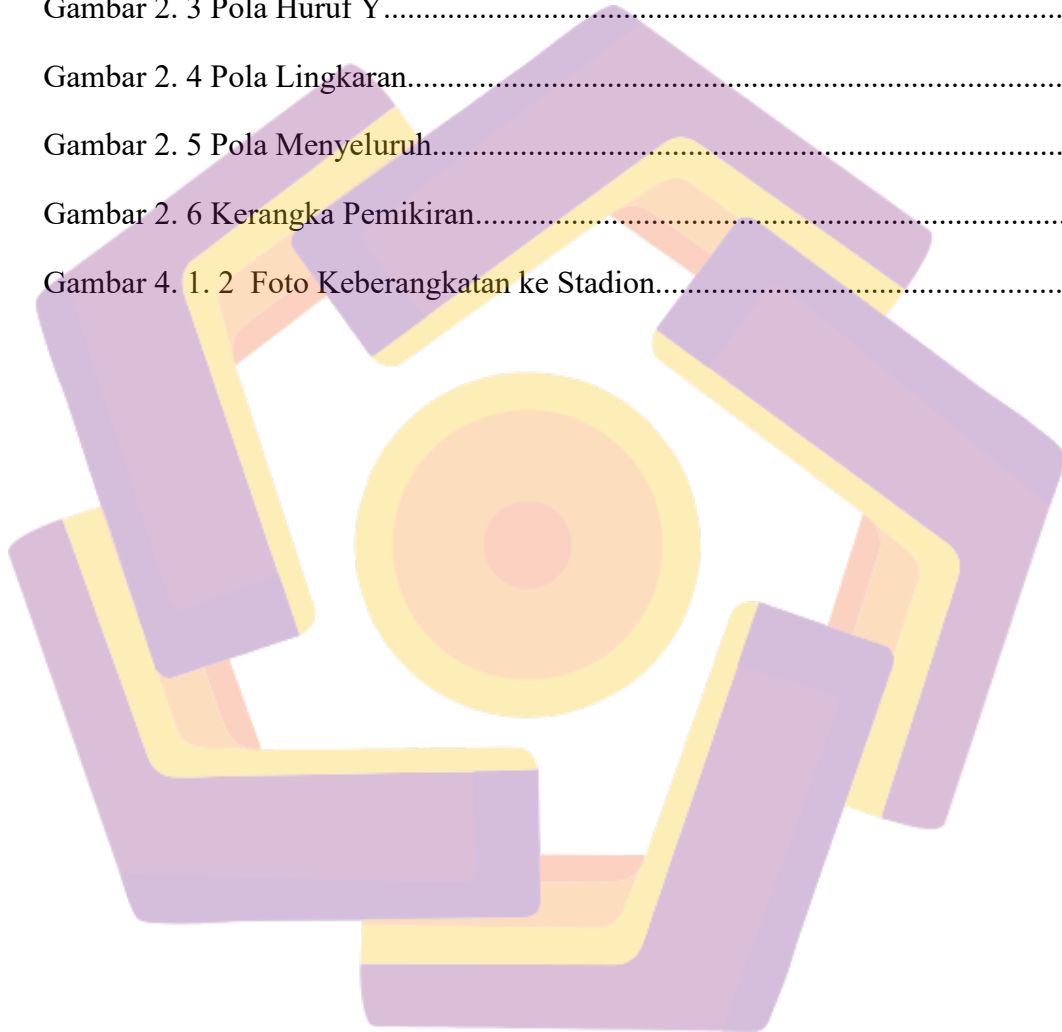 Gambar 2. 3 Pola Huruf Y................................................................................
Gambar 2. 4 Pola Lingkaran.............................................................................
Gambar 2. 5 Pola Menyeluruh..........................................................................
Gambar 2. 6 Kerangka Pemikiran.....................................................................
Gambar 4. 1. 2  Foto Keberangkatan ke Stadion...............................................